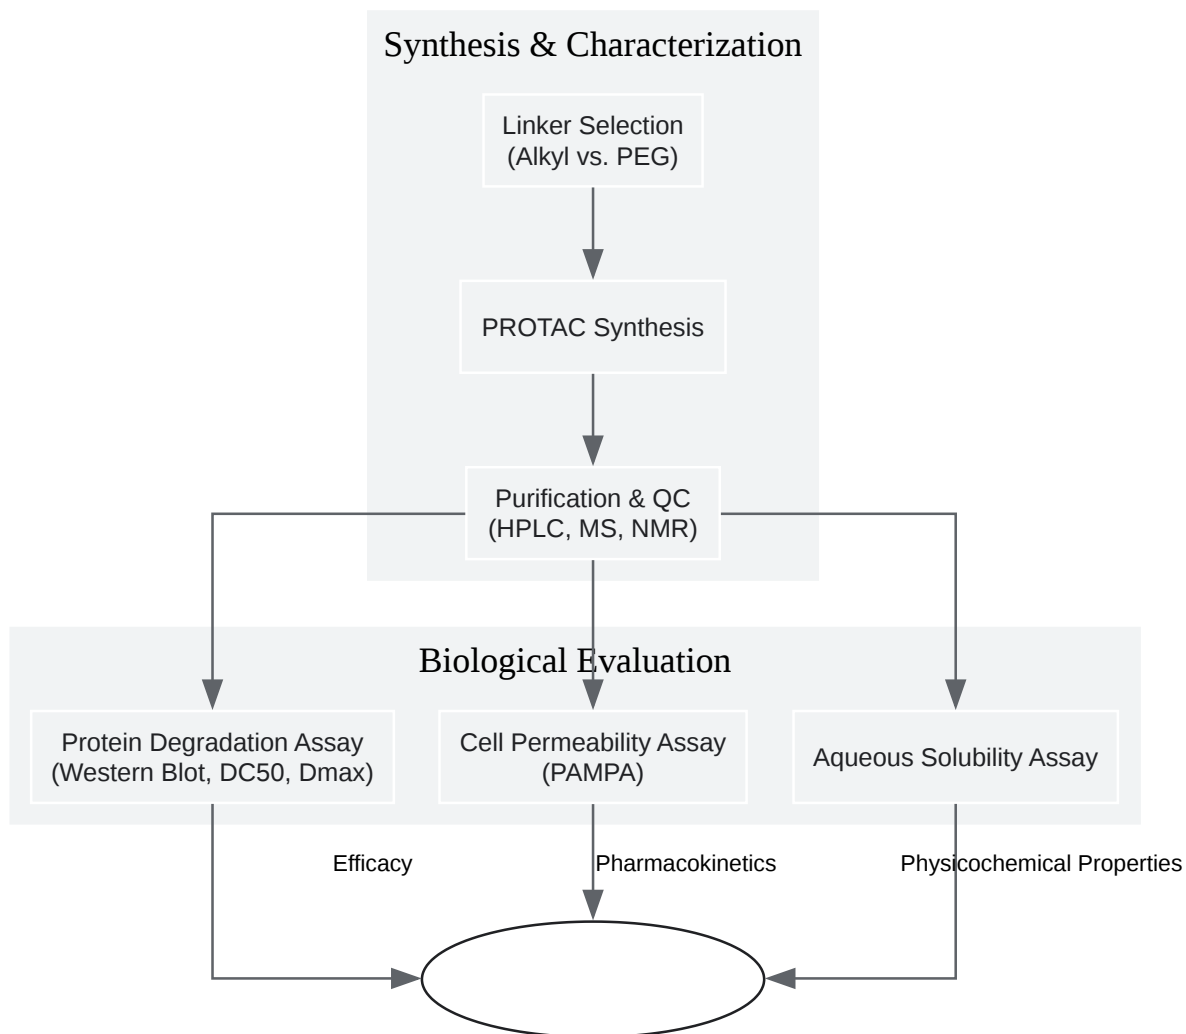 Synthesis & Characterization
Linker Selection
(Alkyl vs. PEG)
PROTAC Synthesis
Purification & QC
(HPLC, MS, NMR)
Biological Evaluation
Protein Degradation Assay
(Western Blot, DC50, Dmax)
Cell Permeability Assay
(PAMPA)
Aqueous Solubility Assay
Efficacy
Pharmacokinetics
Physicochemical Properties